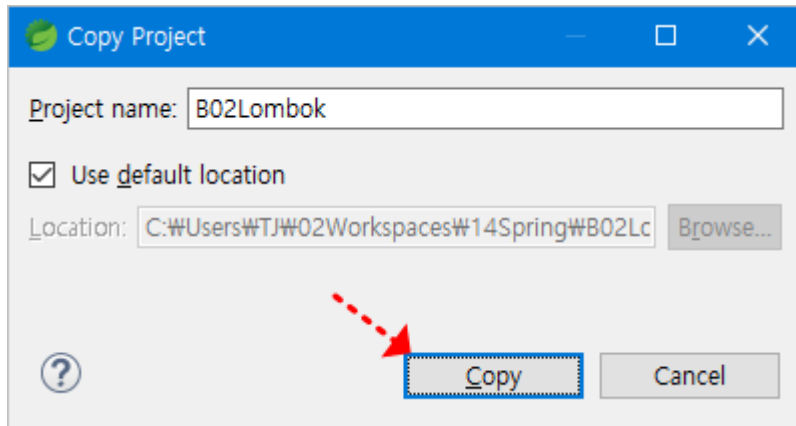 Copy Project
Project name: B02Lombok
Use default location
Location: C:₩Users₩TJ₩02Workspaces₩14Spring₩B02Lc Browse...
? Copy Cancel